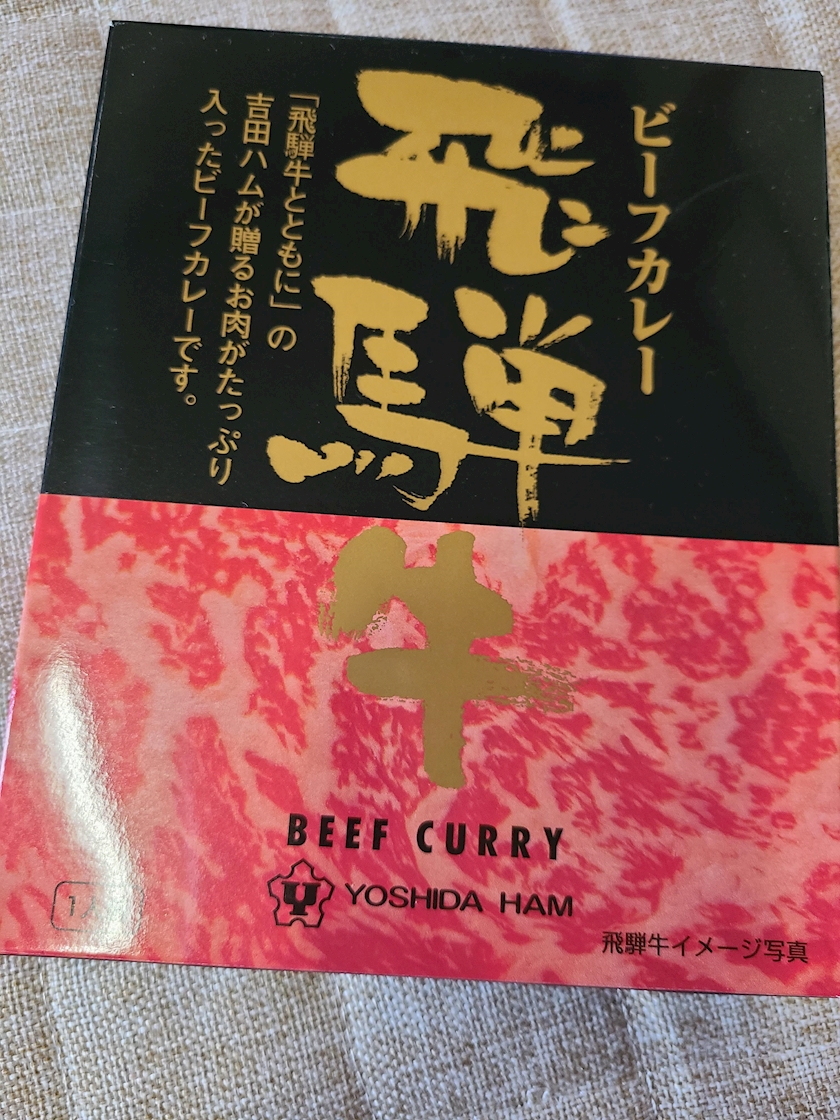 ビーフカレー
飛騨牛
「飛騨牛とともに」の
吉田ハムが贈るお肉がたっぷり
入ったビーフカレーです。
BEEF CURRY
YOSHIDA HAM
飛騨牛イメージ写真